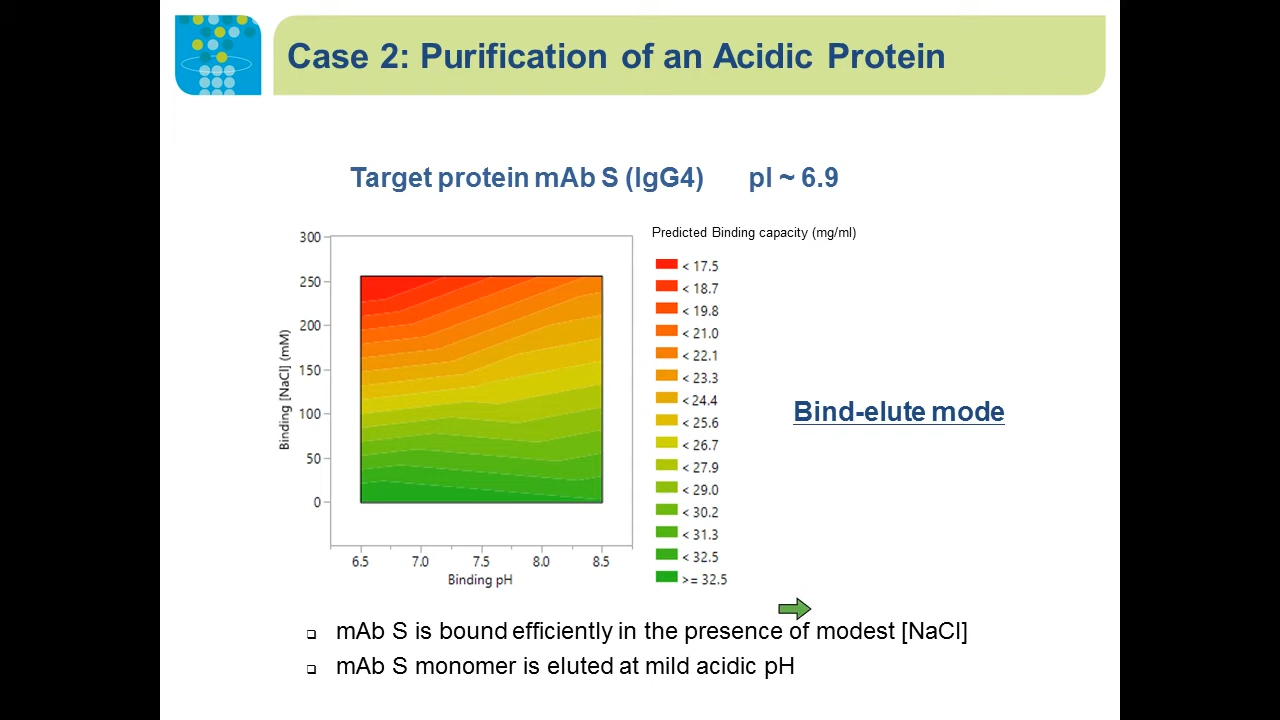 Case 2: Purification of an Acidic Protein
Target protein mAb S (IgG4) pI ~ 6.9
Predicted Binding capacity (mg/ml)
300
250
200
150
100
50
0
Binding [NaCl] (mM)
6.5 7.0 7.5 8.0 8.5
Binding pH
< 17.5
< 18.7
< 19.8
< 21.0
< 22.1
< 23.3
< 24.4
< 25.6
< 26.7
< 27.9
< 29.0
< 30.2
< 31.3
< 32.5
>= 32.5
Bind-elute mode
mAb S is bound efficiently in the presence of modest [NaCl]
mAb S monomer is eluted at mild acidic pH